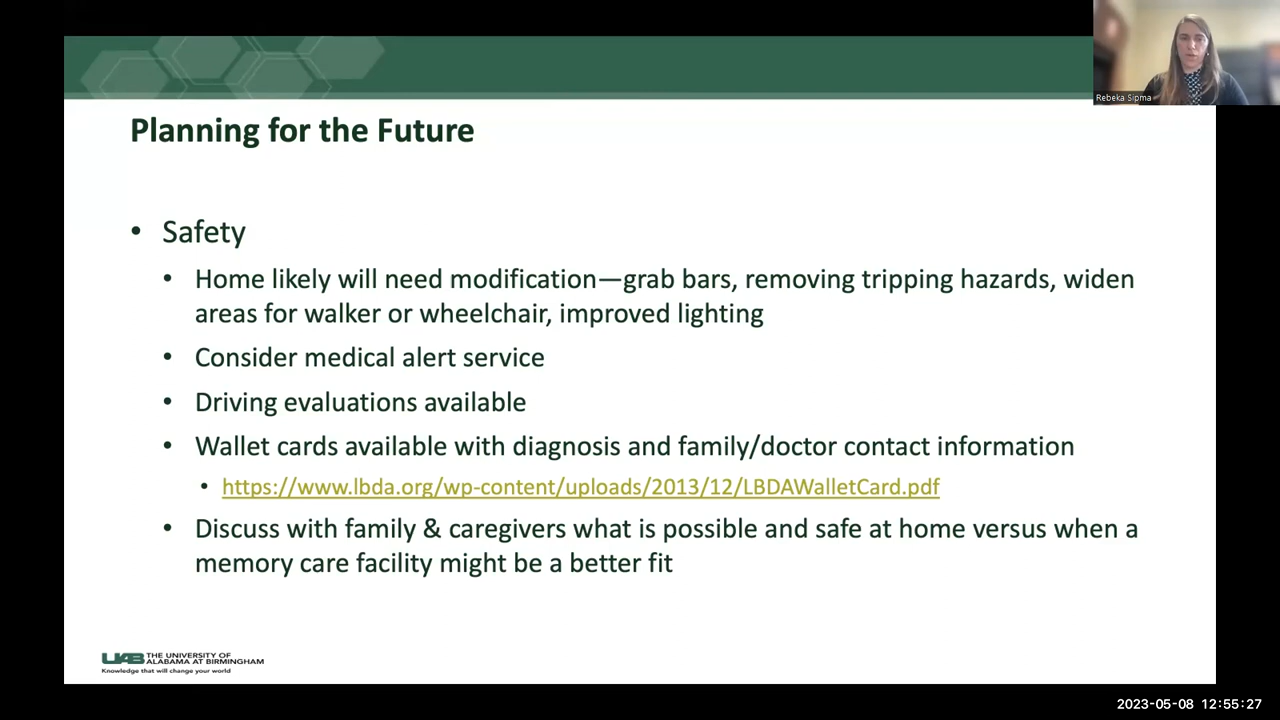 Rebeka Sipma
Planning for the Future
• Safety
• Home likely will need modification—grab bars, removing tripping hazards, widen
areas for walker or wheelchair, improved lighting
• Consider medical alert service
• Driving evaluations available
• Wallet cards available with diagnosis and family/doctor contact information
• https://www.lbda.org/wp-content/uploads/2013/12/LBDAWalletCard.pdf
• Discuss with family & caregivers what is possible and safe at home versus when a
memory care facility might be a better fit
UAB THE UNIVERSITY OF
ALABAMA AT BIRMINGHAM
Knowledge that will change your world
2023-05-08 12:55:27